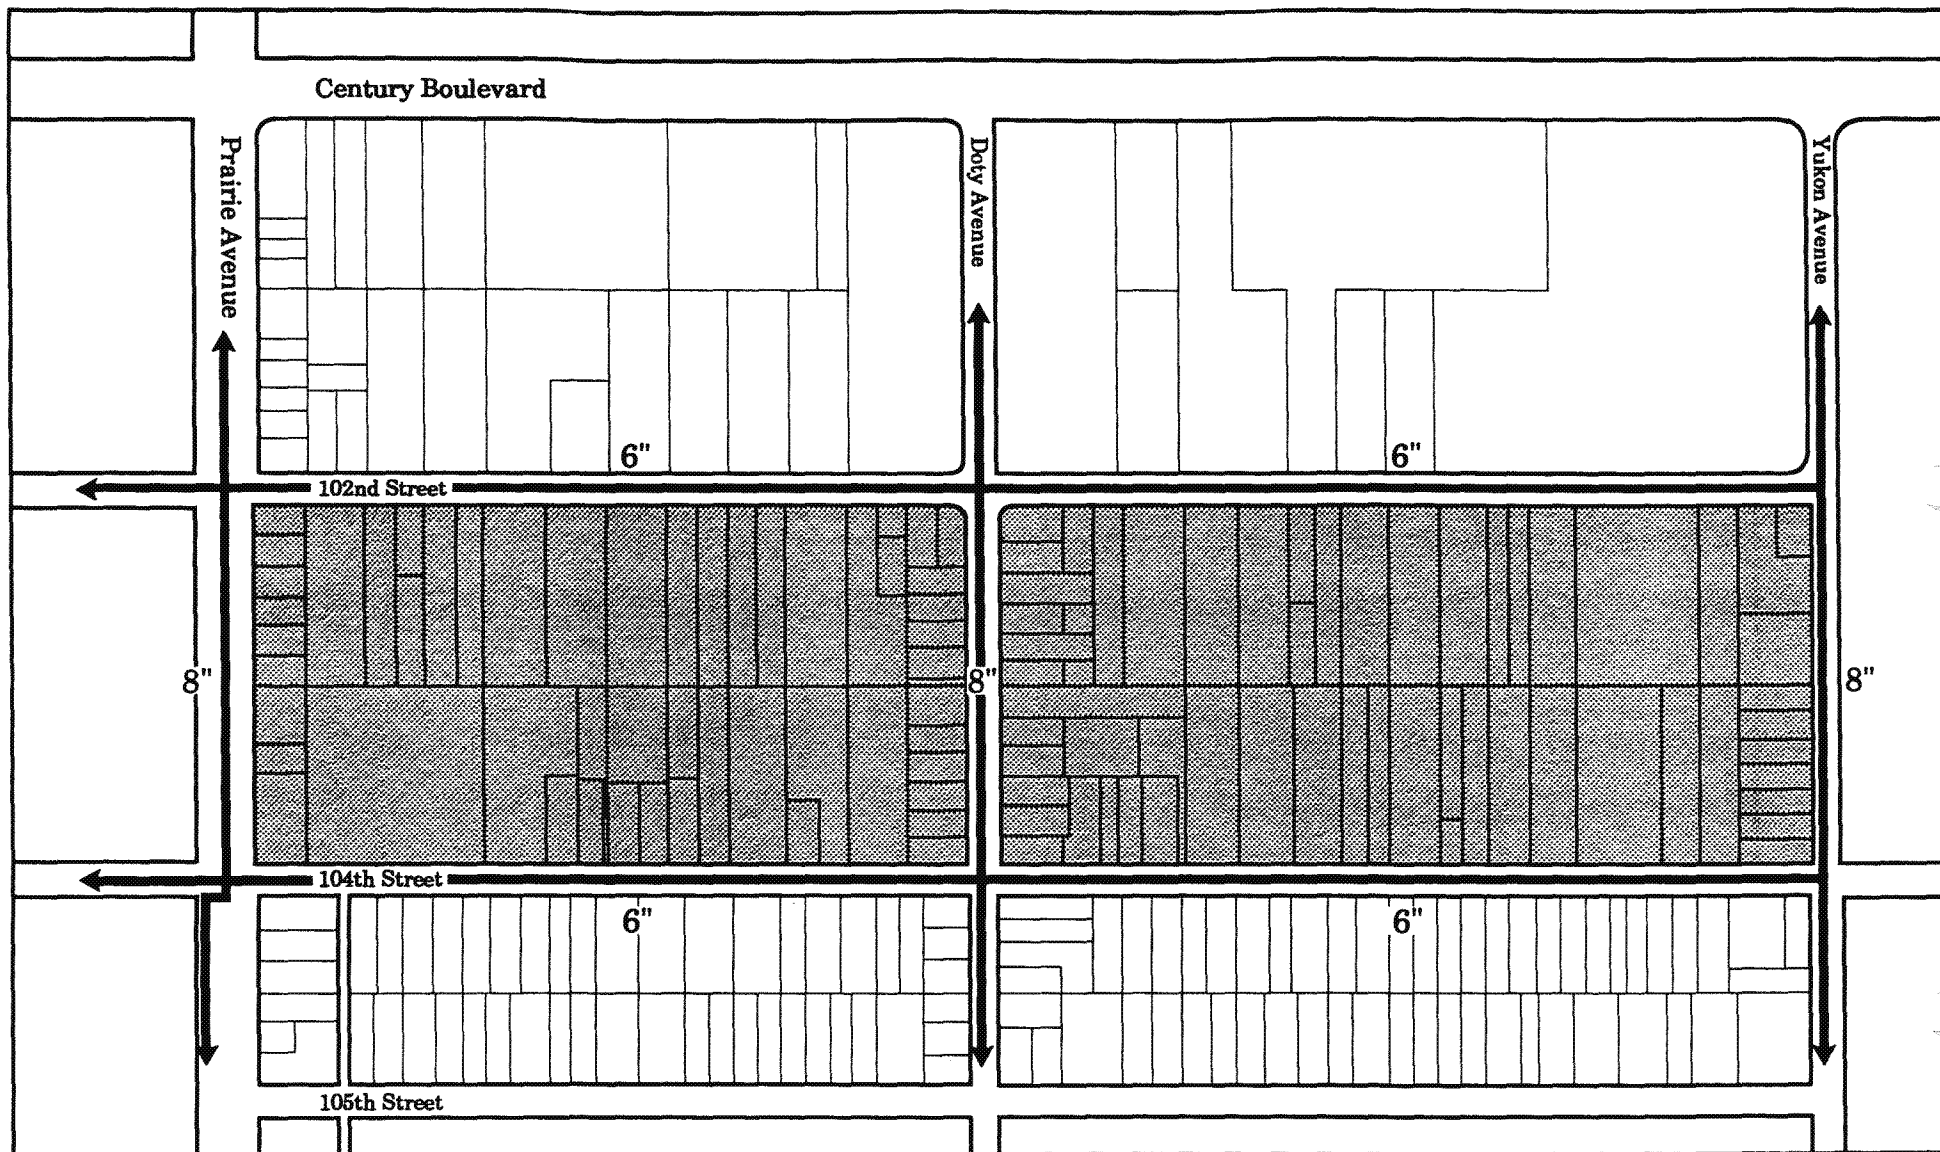 Century Boulevard
Prairie Avenue
Doty Avenue
Yukon Avenue
6"
6"
102nd Street
8"
8"
8"
104th Street
6"
6"
105th Street